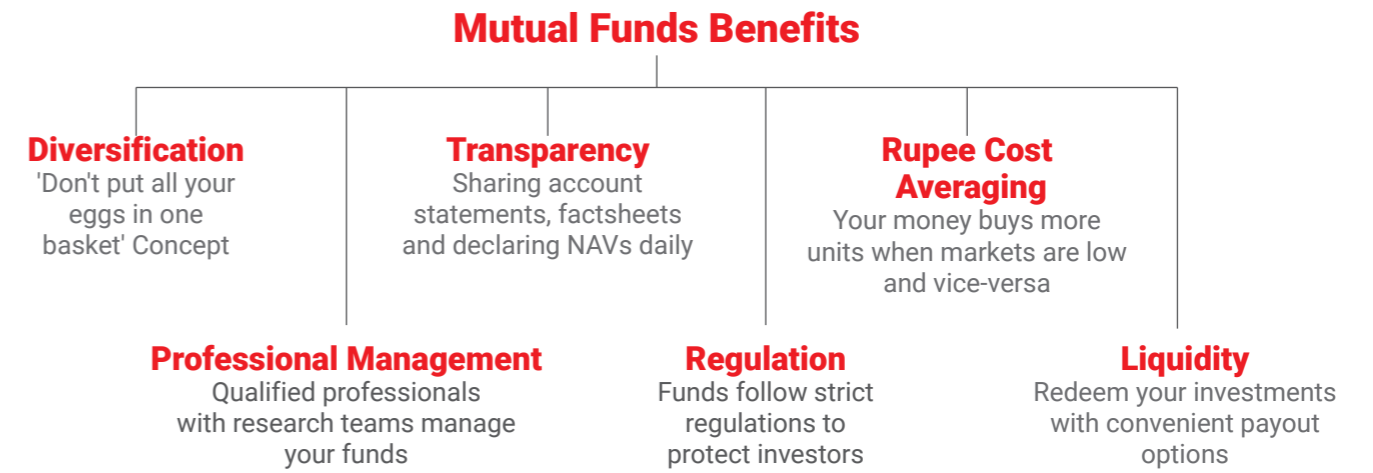 Mutual Funds Benefits
Diversification
'Don't put all your
eggs in one
basket' Concept
Transparency
Sharing account
statements, factsheets
and declaring NAVs daily
Rupee Cost
Averaging
Your money buys more
units when markets are low
and vice-versa
Professional Management
Qualified professionals
with research teams manage
your funds
Regulation
Funds follow strict
regulations to
protect investors
Liquidity
Redeem your investments
with convenient payout
options